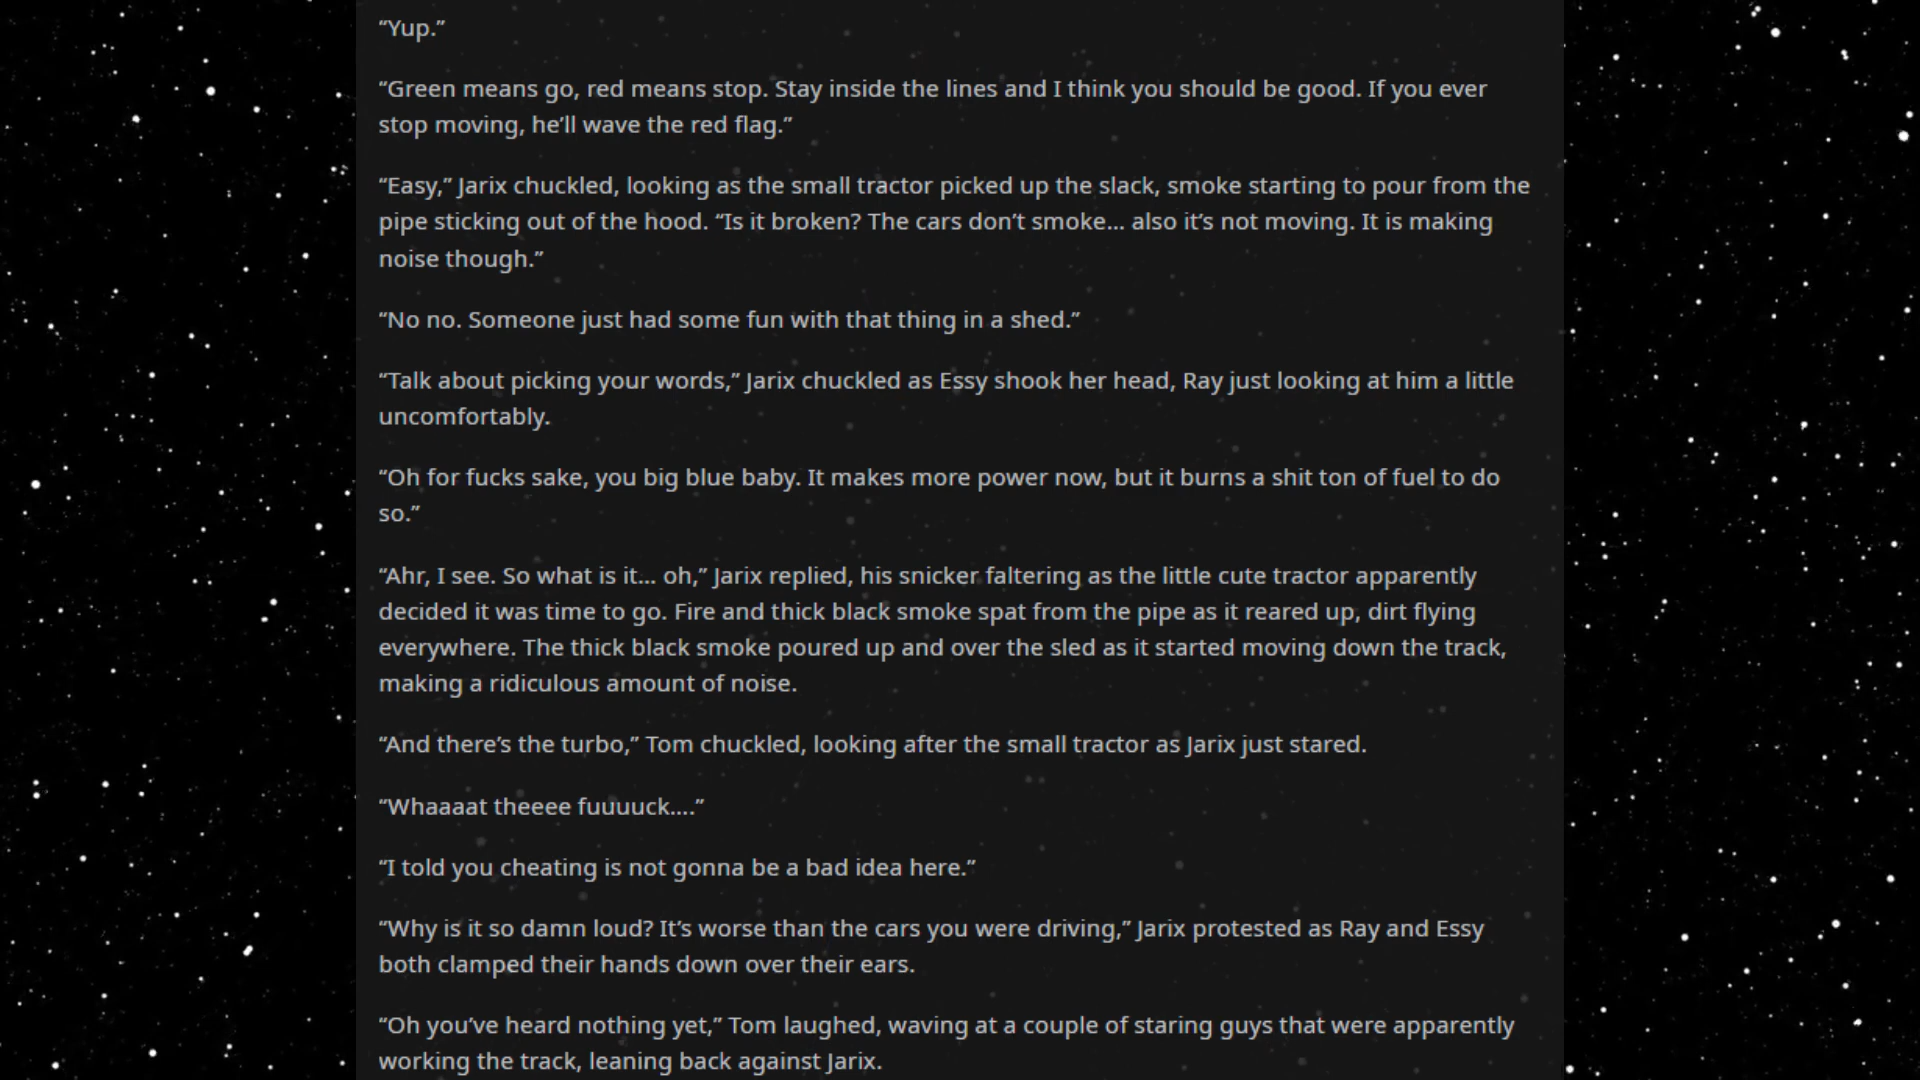 “Yup.”
“Green means go, red means stop. Stay inside the lines and I think you should be good. If you ever
stop moving, he’ll wave the red flag.”
“Easy,” Jarix chuckled, looking as the small tractor picked up the slack, smoke starting to pour from the
pipe sticking out of the hood. “Is it broken? The cars don’t smoke… also it’s not moving. It is making
noise though.”
“No no. Someone just had some fun with that thing in a shed.”
“Talk about picking your words,” Jarix chuckled as Essy shook her head, Ray just looking at him a little
uncomfortably.
“Oh for fucks sake, you big blue baby. It makes more power now, but it burns a shit ton of fuel to do
so.”
“Ahr, I see. So what is it… oh,” Jarix replied, his snicker faltering as the little cute tractor apparently
decided it was time to go. Fire and thick black smoke spat from the pipe as it reared up, dirt flying
everywhere. The thick black smoke poured up and over the sled as it started moving down the track,
making a ridiculous amount of noise.
“And there’s the turbo,” Tom chuckled, looking after the small tractor as Jarix just stared.
“Whaaaat theeee fuuuuck….”
“I told you cheating is not gonna be a bad idea here.”
“Why is it so damn loud? It’s worse than the cars you were driving,” Jarix protested as Ray and Essy
both clamped their hands down over their ears.
“Oh you’ve heard nothing yet,” Tom laughed, waving at a couple of staring guys that were apparently
working the track, leaning back against Jarix.